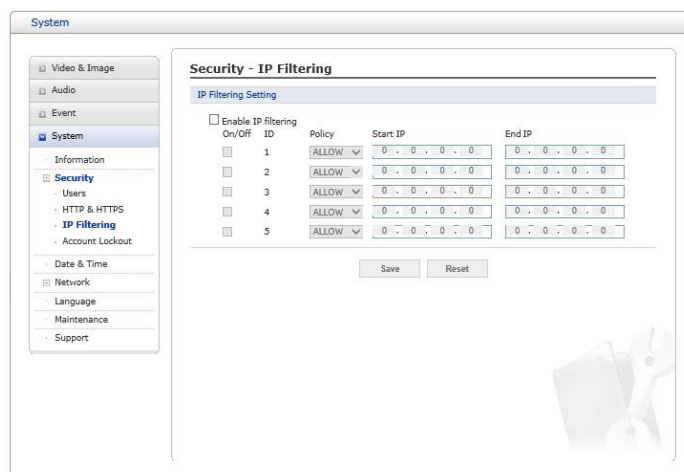 System
Video & Image
Audio
Event
System
Information
Security
Users
HTTP & HTTPS
IP Filtering
Account Lockout
Date & Time
Network
Language
Maintenance
Support
Security - IP Filtering
IP Filtering Setting
Enable IP filtering
On/Off ID Policy Start IP End IP
1 ALLOW 0 . 0 . 0 . 0 0 . 0 . 0 . 0
2 ALLOW 0 . 0 . 0 . 0 0 . 0 . 0 . 0
3 ALLOW 0 . 0 . 0 . 0 0 . 0 . 0 . 0
4 ALLOW 0 . 0 . 0 . 0 0 . 0 . 0 . 0
5 ALLOW 0 . 0 . 0 . 0 0 . 0 . 0 . 0
Save Reset